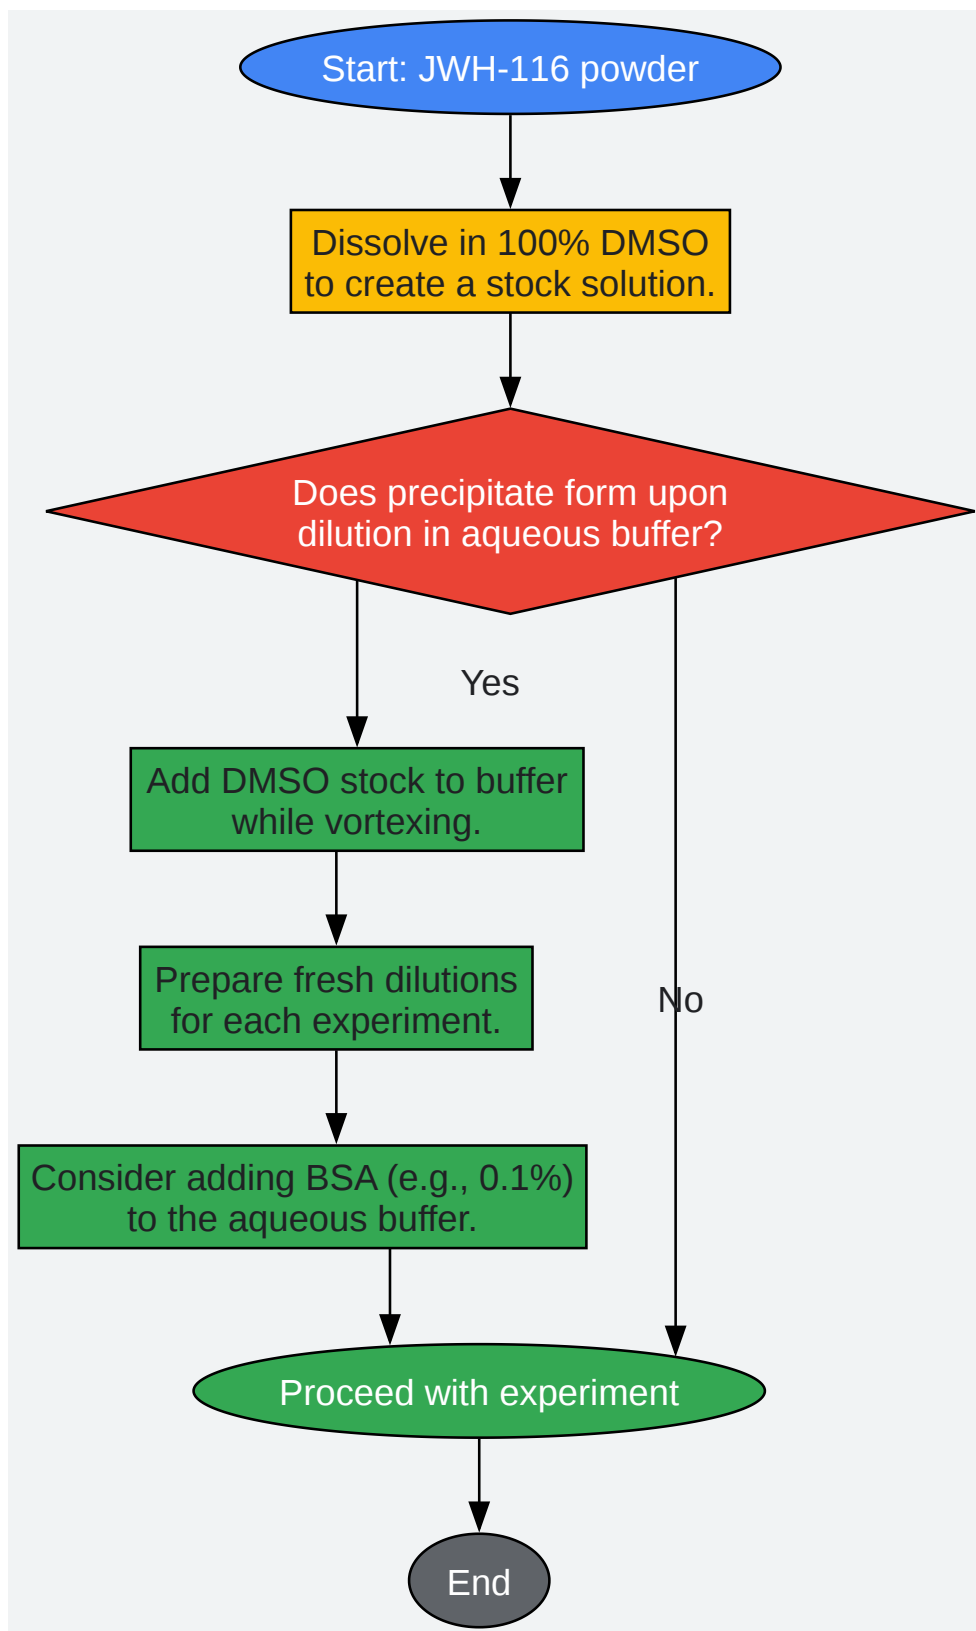 Start: JWH-116 powder
Dissolve in 100% DMSO
to create a stock solution.
Does precipitate form upon
dilution in aqueous buffer?
Yes
Add DMSO stock to buffer
while vortexing.
Prepare fresh dilutions
for each experiment.
No
Consider adding BSA (e.g., 0.1%)
to the aqueous buffer.
Proceed with experiment
End